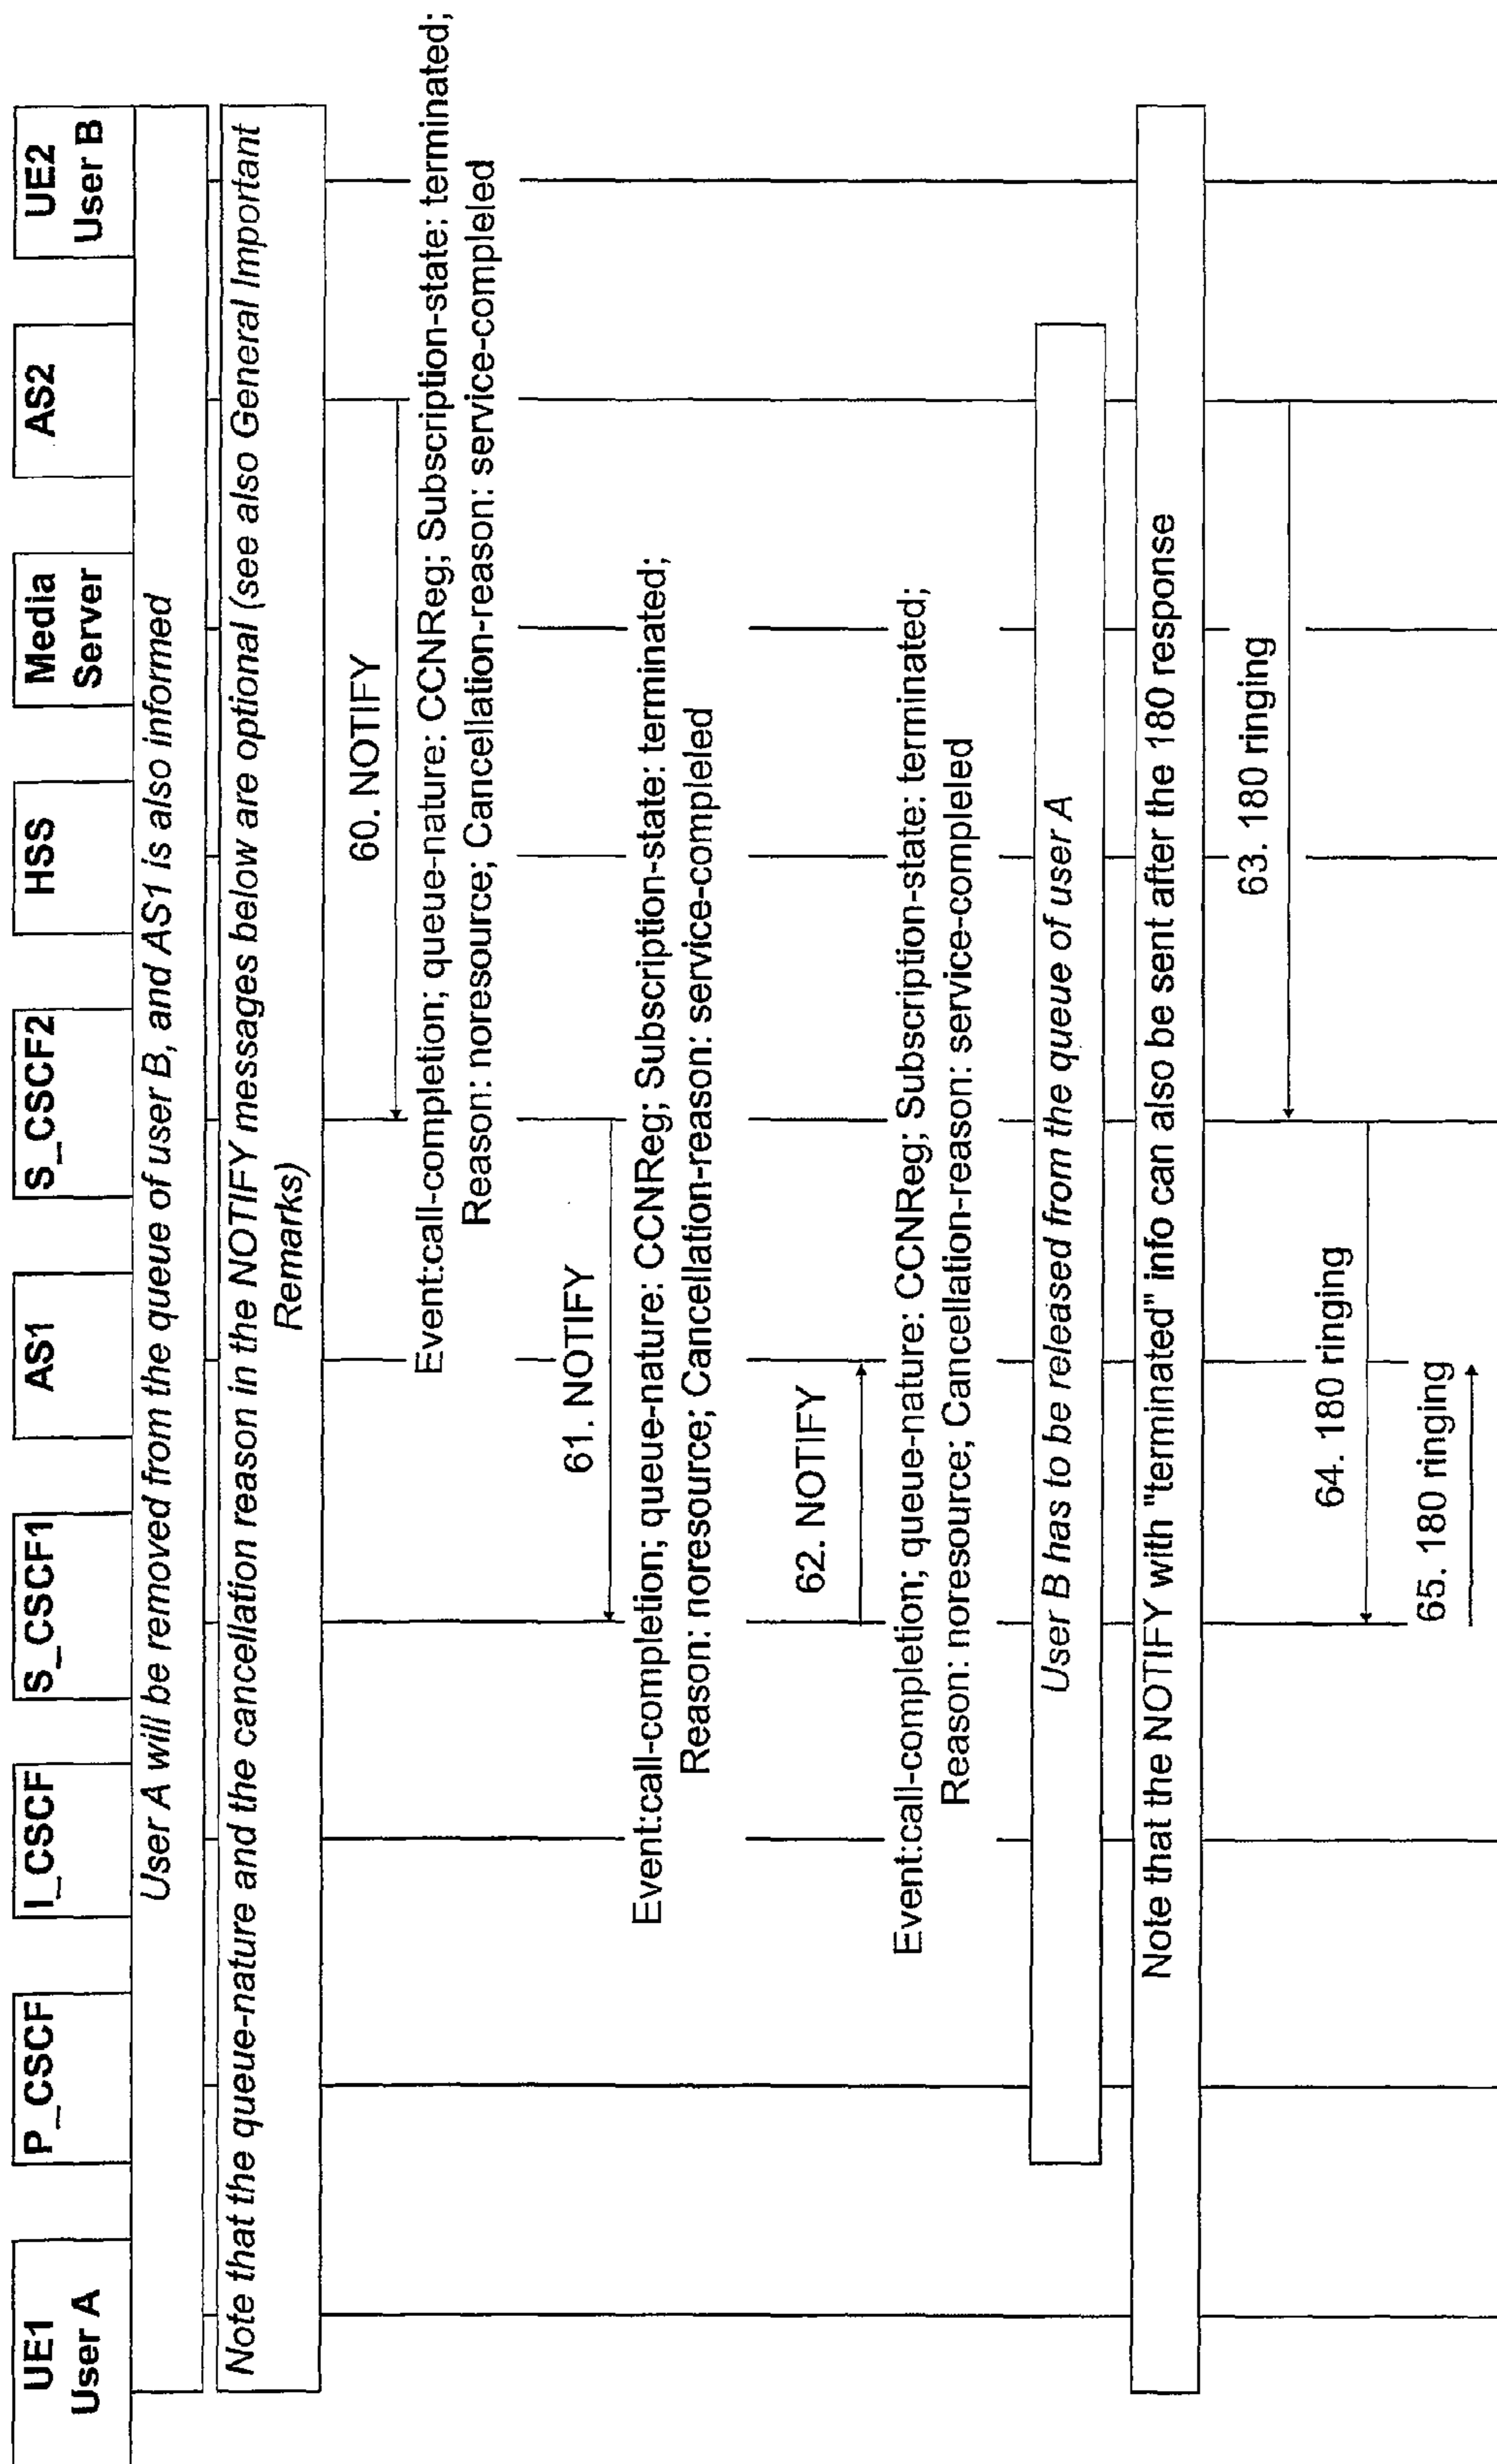 UE1
User A
P_CSCF
I_CSCF
S_CSCF1
AS1
S_CSCF2
HSS
Media
Server
AS2
UE2
User B
User A will be removed from the queue of user B, and AS1 is also informed
Note that the queue-nature and the cancellation reason in the NOTIFY messages below are optional (see also General Important
Remarks)
60. NOTIFY
Event:call-completion; queue-nature: CCNReg; Subscription-state: terminated;
Reason: noresource; Cancellation-reason: service-compleled
61. NOTIFY
Event:call-completion; queue-nature: CCNReg; Subscription-state: terminated;
Reason: noresource; Cancellation-reason: service-compleled
62. NOTIFY
Event:call-completion; queue-nature: CCNReg; Subscription-state: terminated;
Reason: noresource; Cancellation-reason: service-compleled
User B has to be released from the queue of user A
Note that the NOTIFY with "terminated" info can also be sent after the 180 response
63. 180 ringing
64. 180 ringing
65. 180 ringing